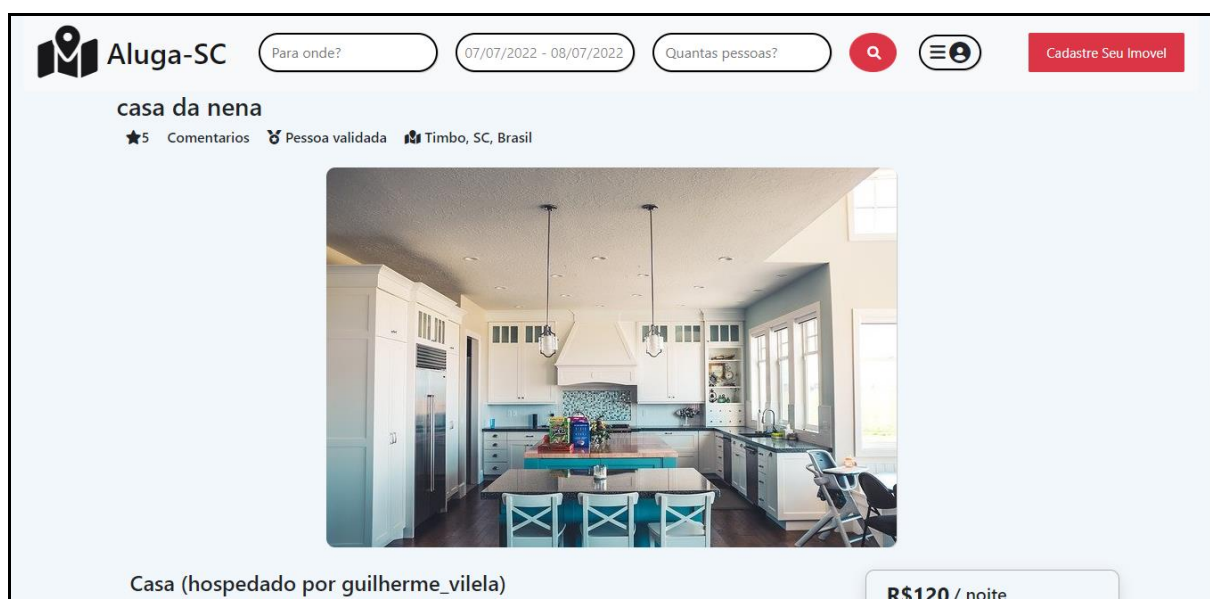 Aluga-SC
Para onde?
07/07/2022 - 08/07/2022
Quantas pessoas?
Cadastre Seu Imovel
casa da nena
5 Comentarios Pessoa validada Timbo, SC, Brasil
Casa (hospedado por guilherme_vilela)
R$120 / noite